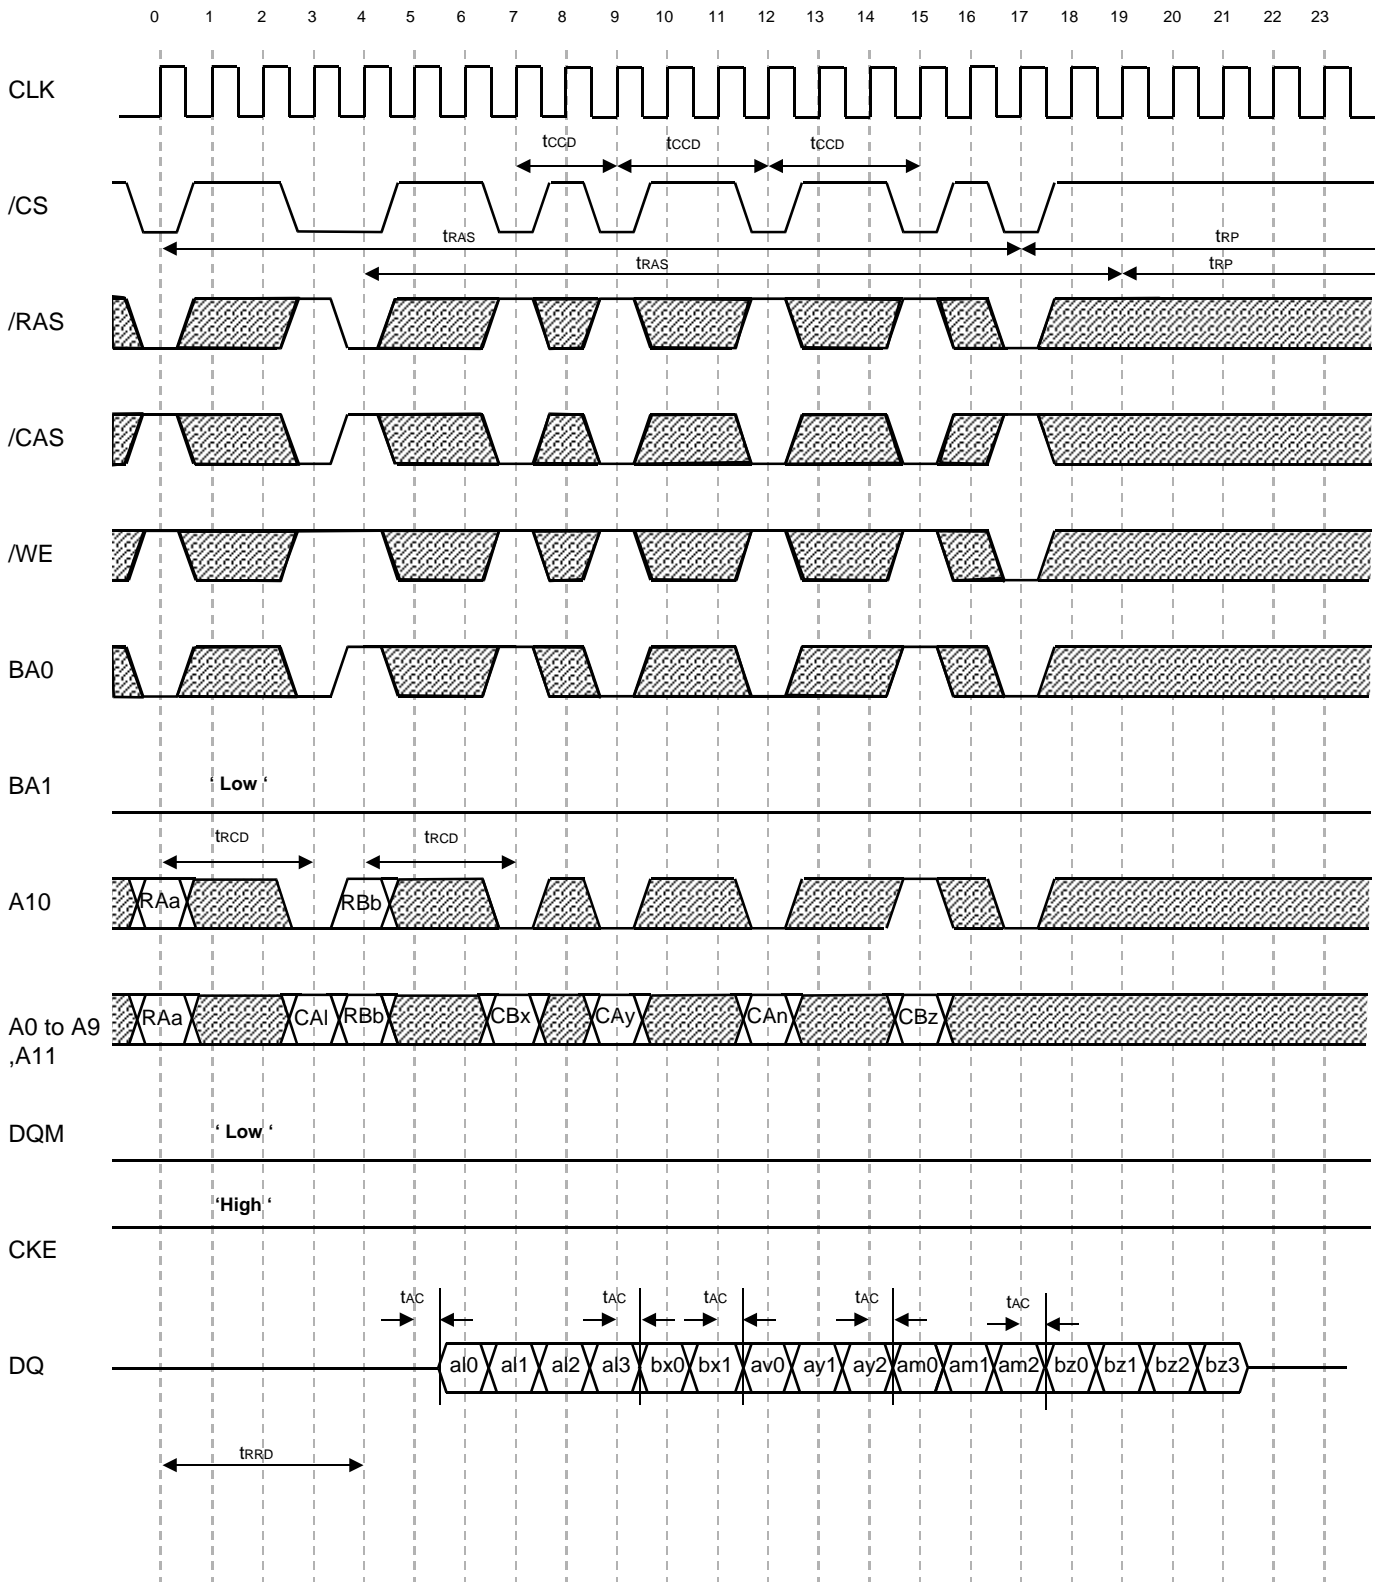 0 1 2 3 4 5 6 7 8 9 10 11 12 13 14 15 16 17 18 19 20 21 22 23
CLK
tCCD tCCD tCCD
/CS
tRAS tRP
tRAS tRP
/RAS
/CAS
/WE
BA0
BA1 ‘ Low ‘
tRCD tRCD
A10 RAa RBb
A0 to A9 RAa CAl RBb CBx CAy CAn CBz
,A11
DQM ‘ Low ‘
‘High ‘
CKE
tAC tAC tAC tAC tAC
DQ al0 al1 al2 al3 bx0 bx1 av0 ay1 ay2 am0 am1 am2 bz0 bz1 bz2 bz3
tRRD